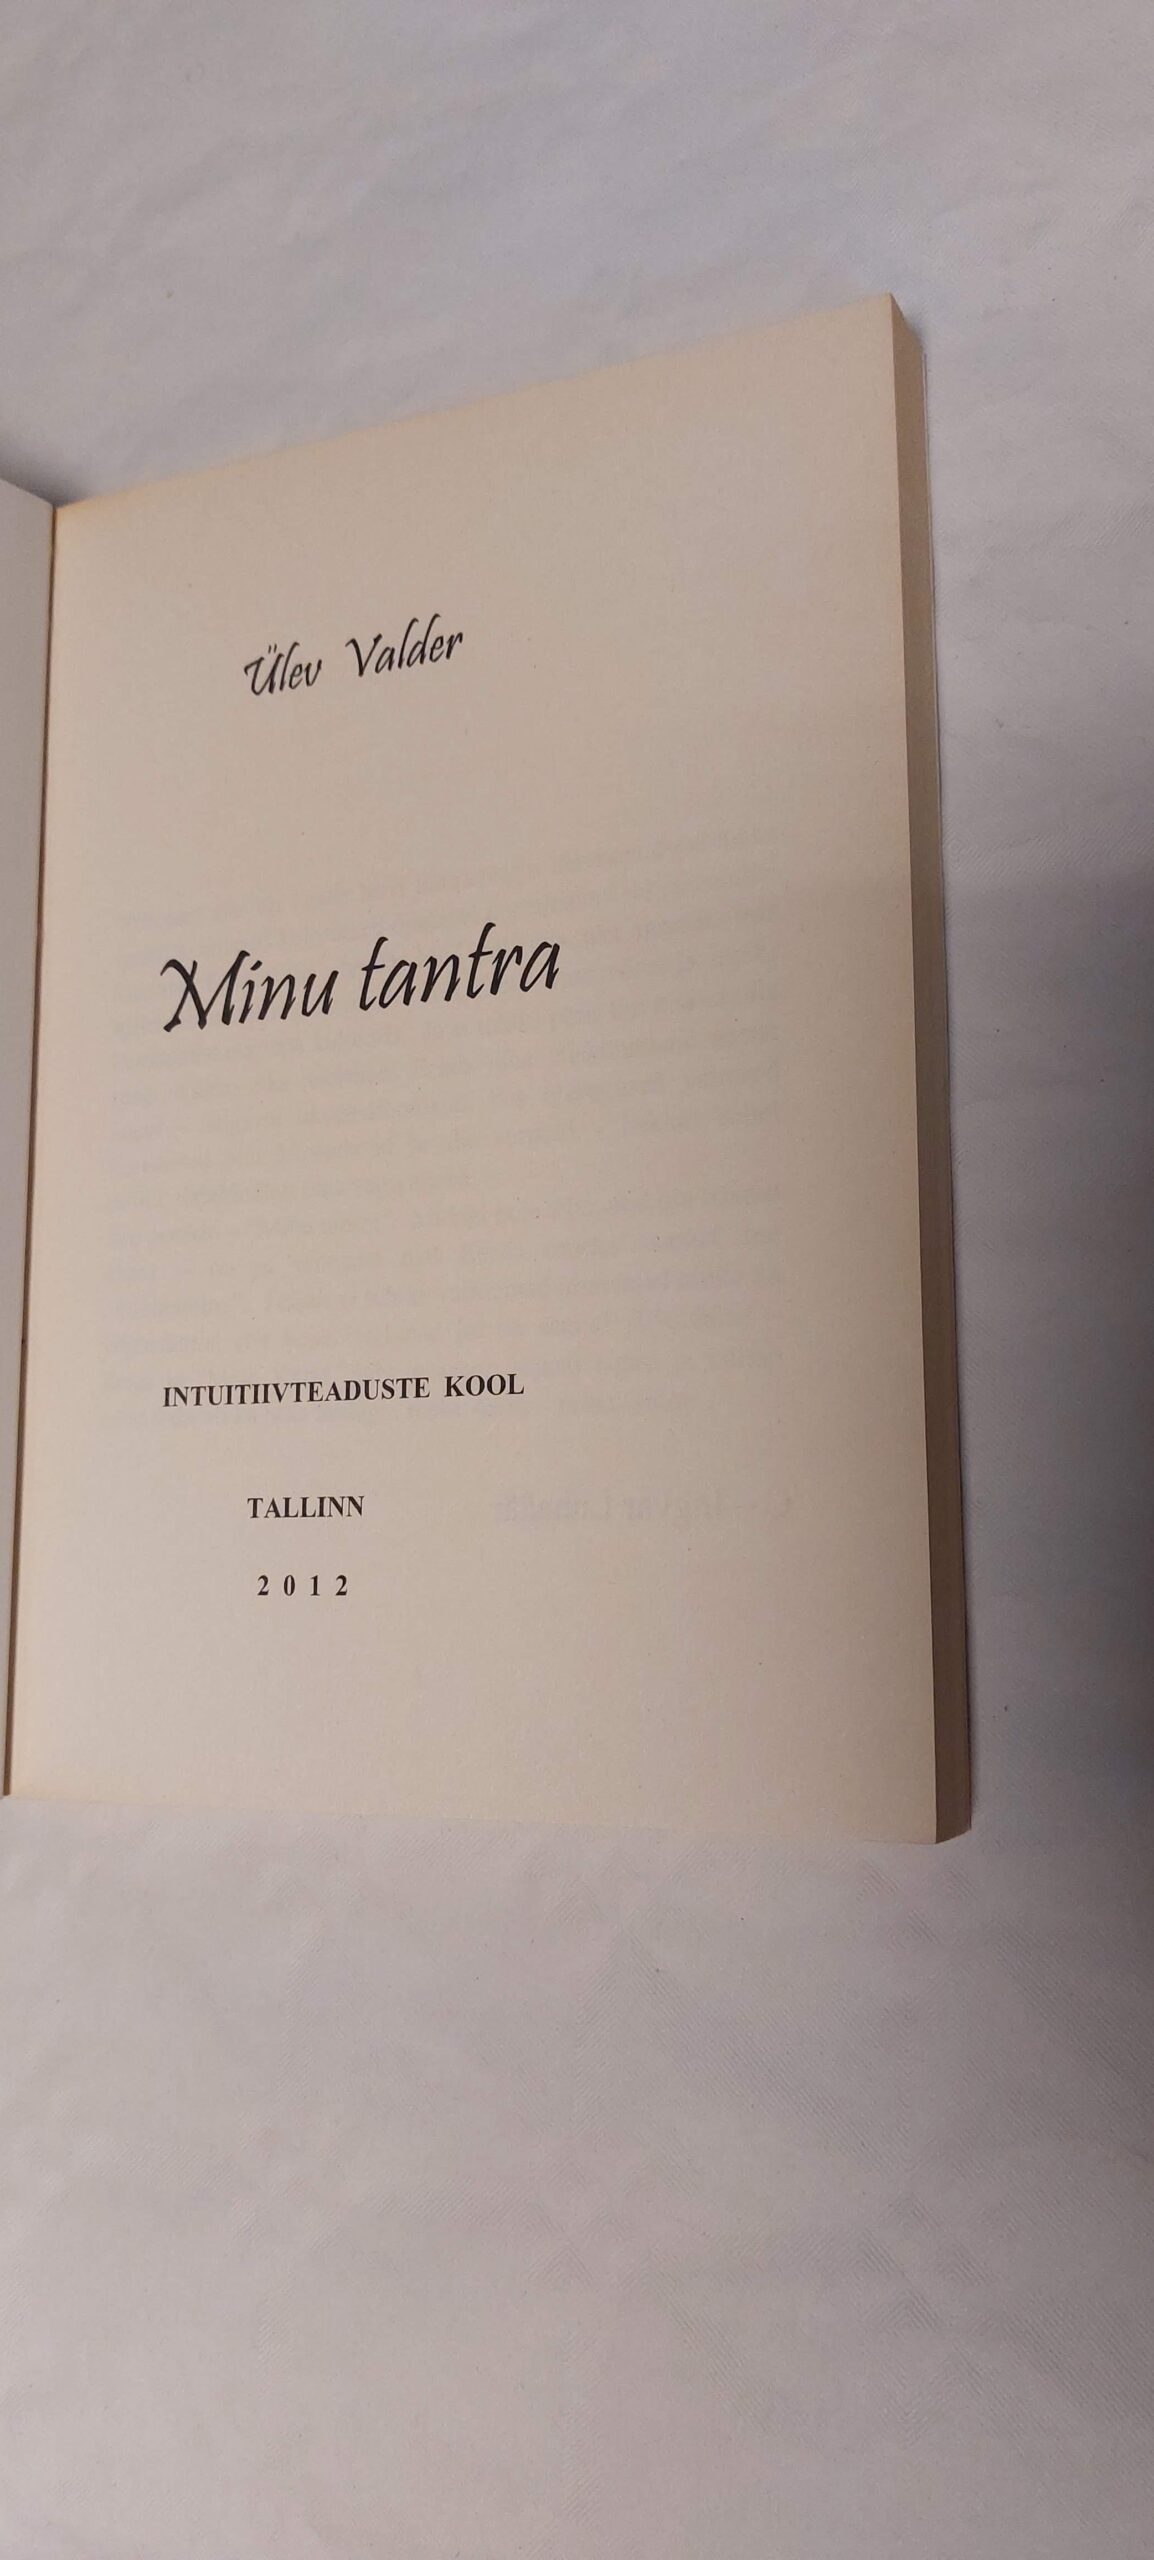 Ülev Valder
Minu tantra
INTUITIIVTEADUSTE KOOL
TALLINN
2012